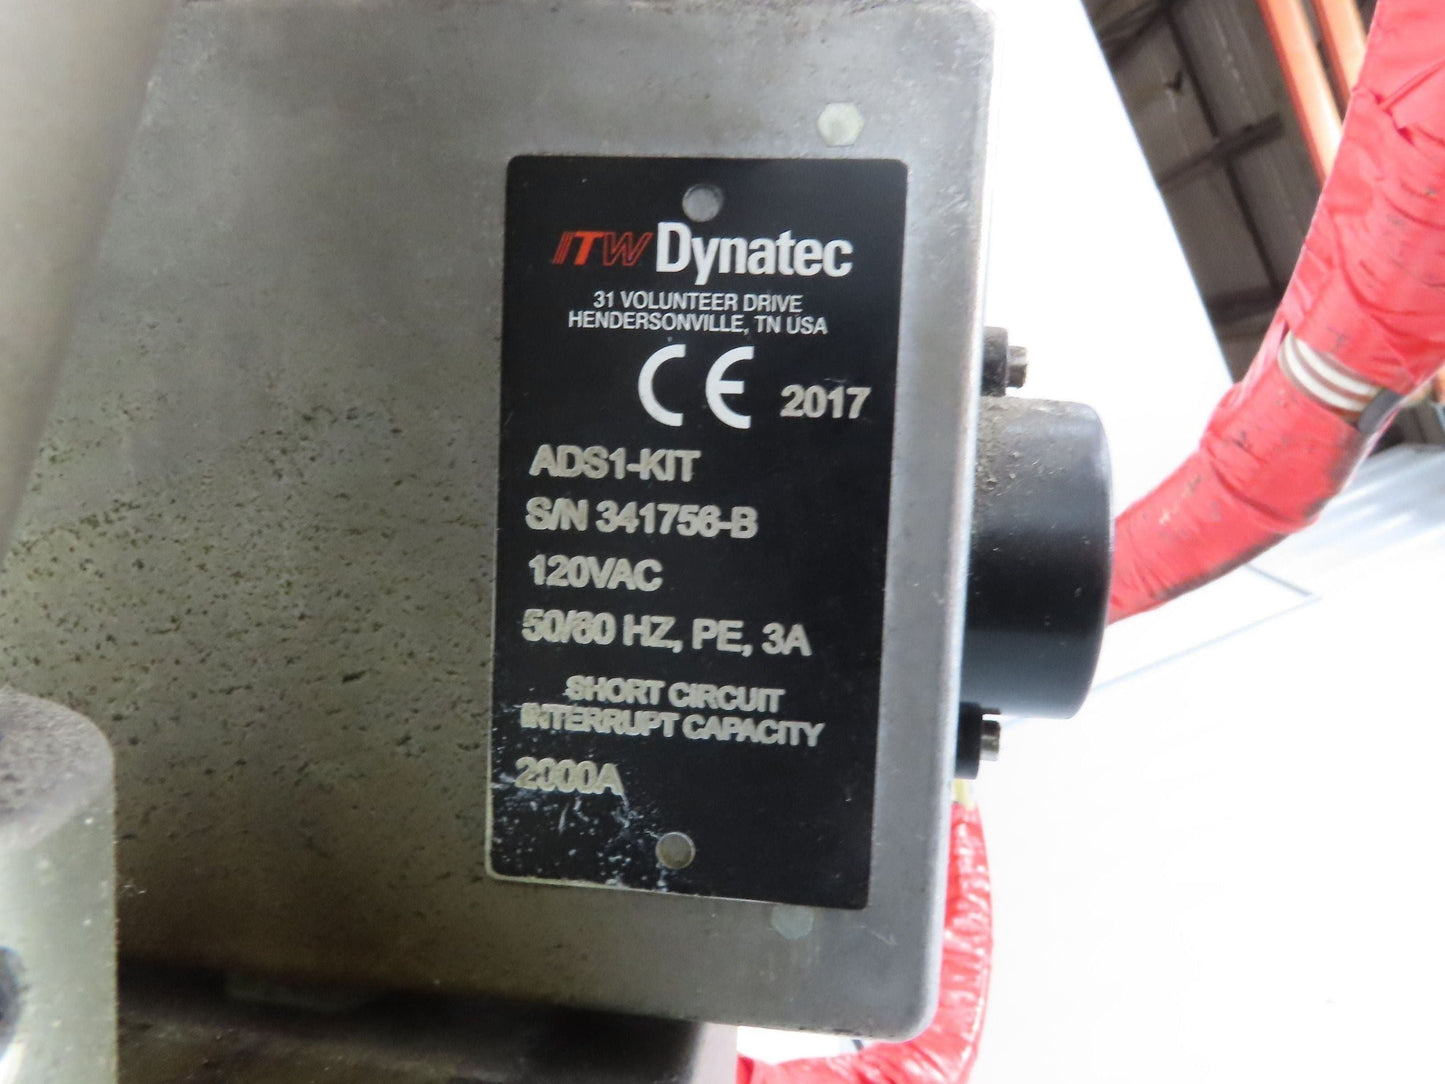 ITW Dynatec
31 VOLUNTEER DRIVE
HENDERSONVILLE, TN USA
CE 2017
ADS1-KIT
S/N 341756-B
120VAC
50/60 HZ, PE, 3A
SHORT CIRCUIT
INTERRUPT CAPACITY
2000A